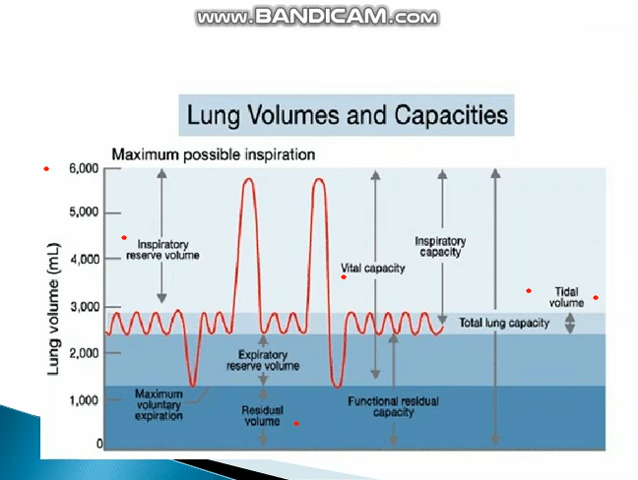 www.BANDICAM.com
Lung Volumes and Capacities
Maximum possible inspiration
6,000
5,000
4,000
3,000
2,000
1,000
0
Lung volume (mL)
Inspiratory
reserve volume
Vital capacity
Inspiratory
capacity
Tidal
volume
Total lung capacity
Expiratory
reserve volume
Maximum
voluntary
expiration
Residual
volume
Functional residual
capacity